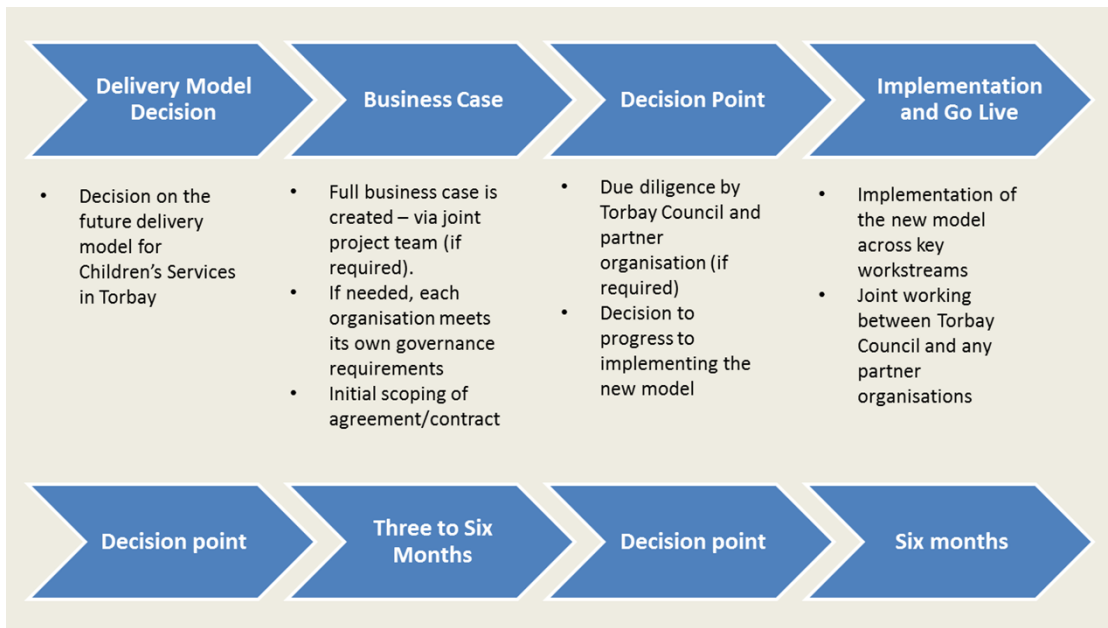 Delivery Model
Decision
Business Case
Decision Point
Implementation
and Go Live
• Decision on the
future delivery
model for
Children’s Services
in Torbay
• Full business case is
created – via joint
project team (if
required).
• If needed, each
organisation meets
its own governance
requirements
• Initial scoping of
agreement/contract
• Due diligence by
Torbay Council and
partner
organisation (if
required)
• Decision to
progress to
implementing the
new model
• Implementation of
the new model
across key
workstreams
• Joint working
between Torbay
Council and any
partner
organisations
Decision point
Three to Six
Months
Decision point
Six months